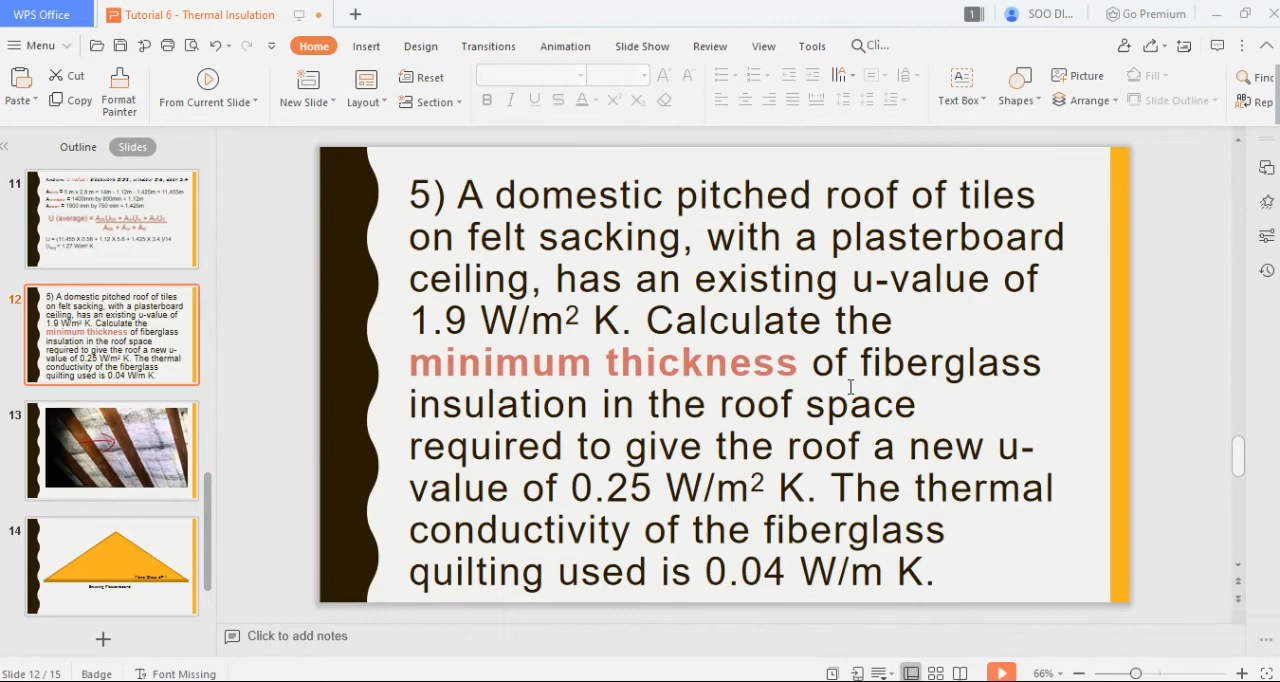 WPS Office
Tutorial 6 - Thermal Insulation
1
SOO DI...
Go Premium
Menu
Home
Insert
Design
Transitions
Animation
Slide Show
Review
View
Tools
Cli...
Paste
Cut
Copy
Format Painter
From Current Slide
New Slide
Layout
Reset
Section
Text Box
Shapes
Picture
Arrange
Fill
Slide Outline
Find
Rep
Outline
Slides
11
U (average) =
12
5) A domestic pitched roof of tiles
on felt sacking, with a plasterboard
ceiling, has an existing u-value of
1.9 W/m² K. Calculate the
minimum thickness of fiberglass
insulation in the roof space
required to give the roof a new u-
value of 0.25 W/m² K. The thermal
conductivity of the fiberglass
quilting used is 0.04 W/m K.
13
14
5) A domestic pitched roof of tiles
on felt sacking, with a plasterboard
ceiling, has an existing u-value of
1.9 W/m² K. Calculate the
minimum thickness of fiberglass
insulation in the roof space
required to give the roof a new u-
value of 0.25 W/m² K. The thermal
conductivity of the fiberglass
quilting used is 0.04 W/m K.
Click to add notes
Slide 12 / 15
Badge
Font Missing
66%